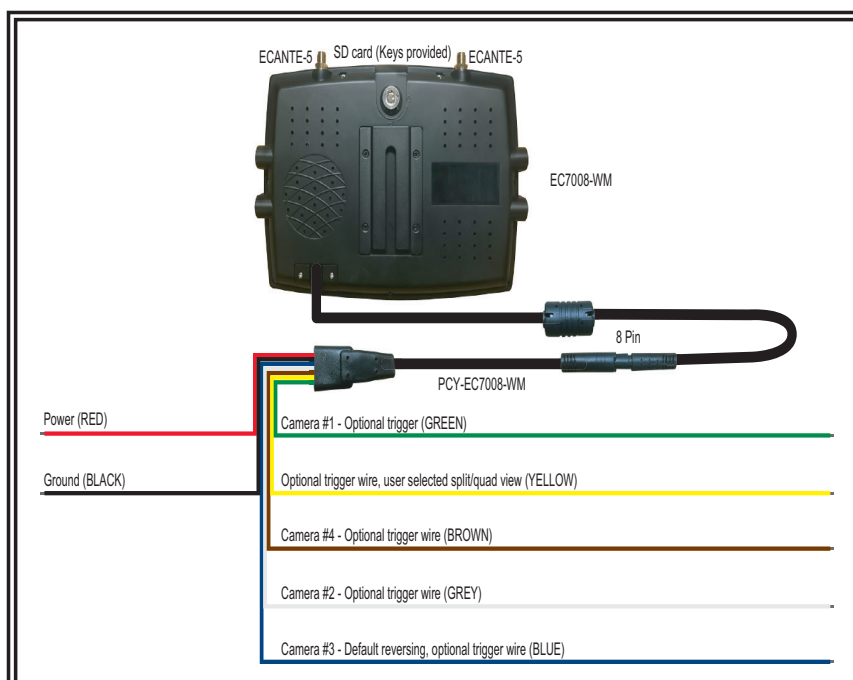 ECANTE-5 SD card (Keys provided) ECANTE-5
EC7008-WM
8 Pin
PCY-EC7008-WM
Power (RED)
Camera #1 - Optional trigger (GREEN)
Ground (BLACK)
Optional trigger wire, user selected split/quad view (YELLOW)
Camera #4 - Optional trigger wire (BROWN)
Camera #2 - Optional trigger wire (GREY)
Camera #3 - Default reversing, optional trigger wire (BLUE)